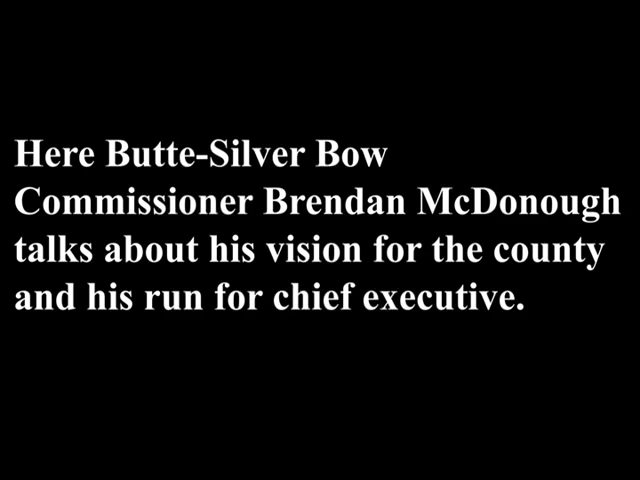 Here Butte-Silver Bow
Commissioner Brendan McDonough
talks about his vision for the county
and his run for chief executive.